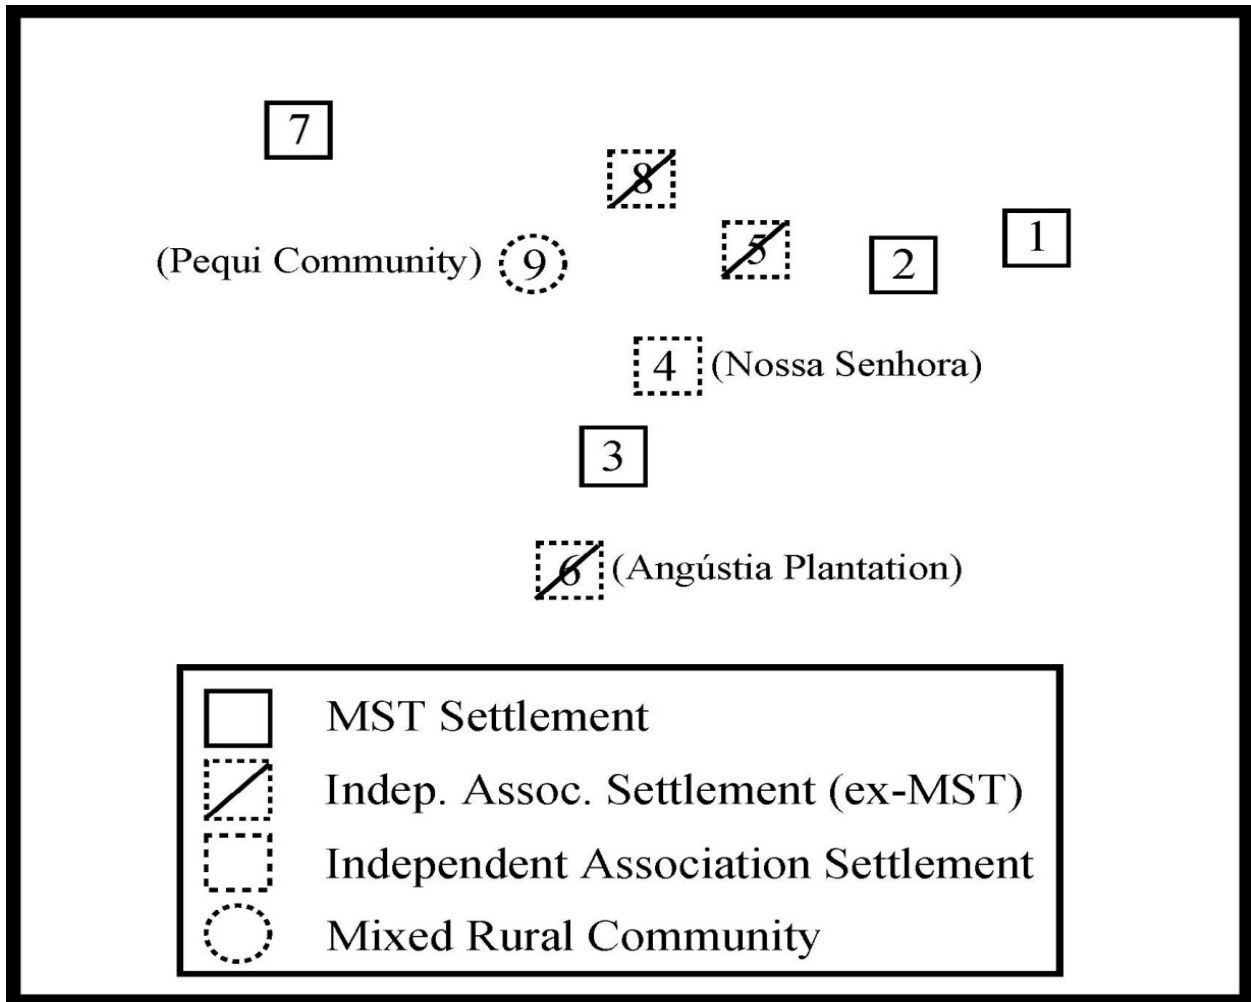 7
8
1
5
2
(Pequi Community) 9
4 (Nossa Senhora)
3
6 (Angústia Plantation)
MST Settlement
Indep. Assoc. Settlement (ex-MST)
Independent Association Settlement
Mixed Rural Community